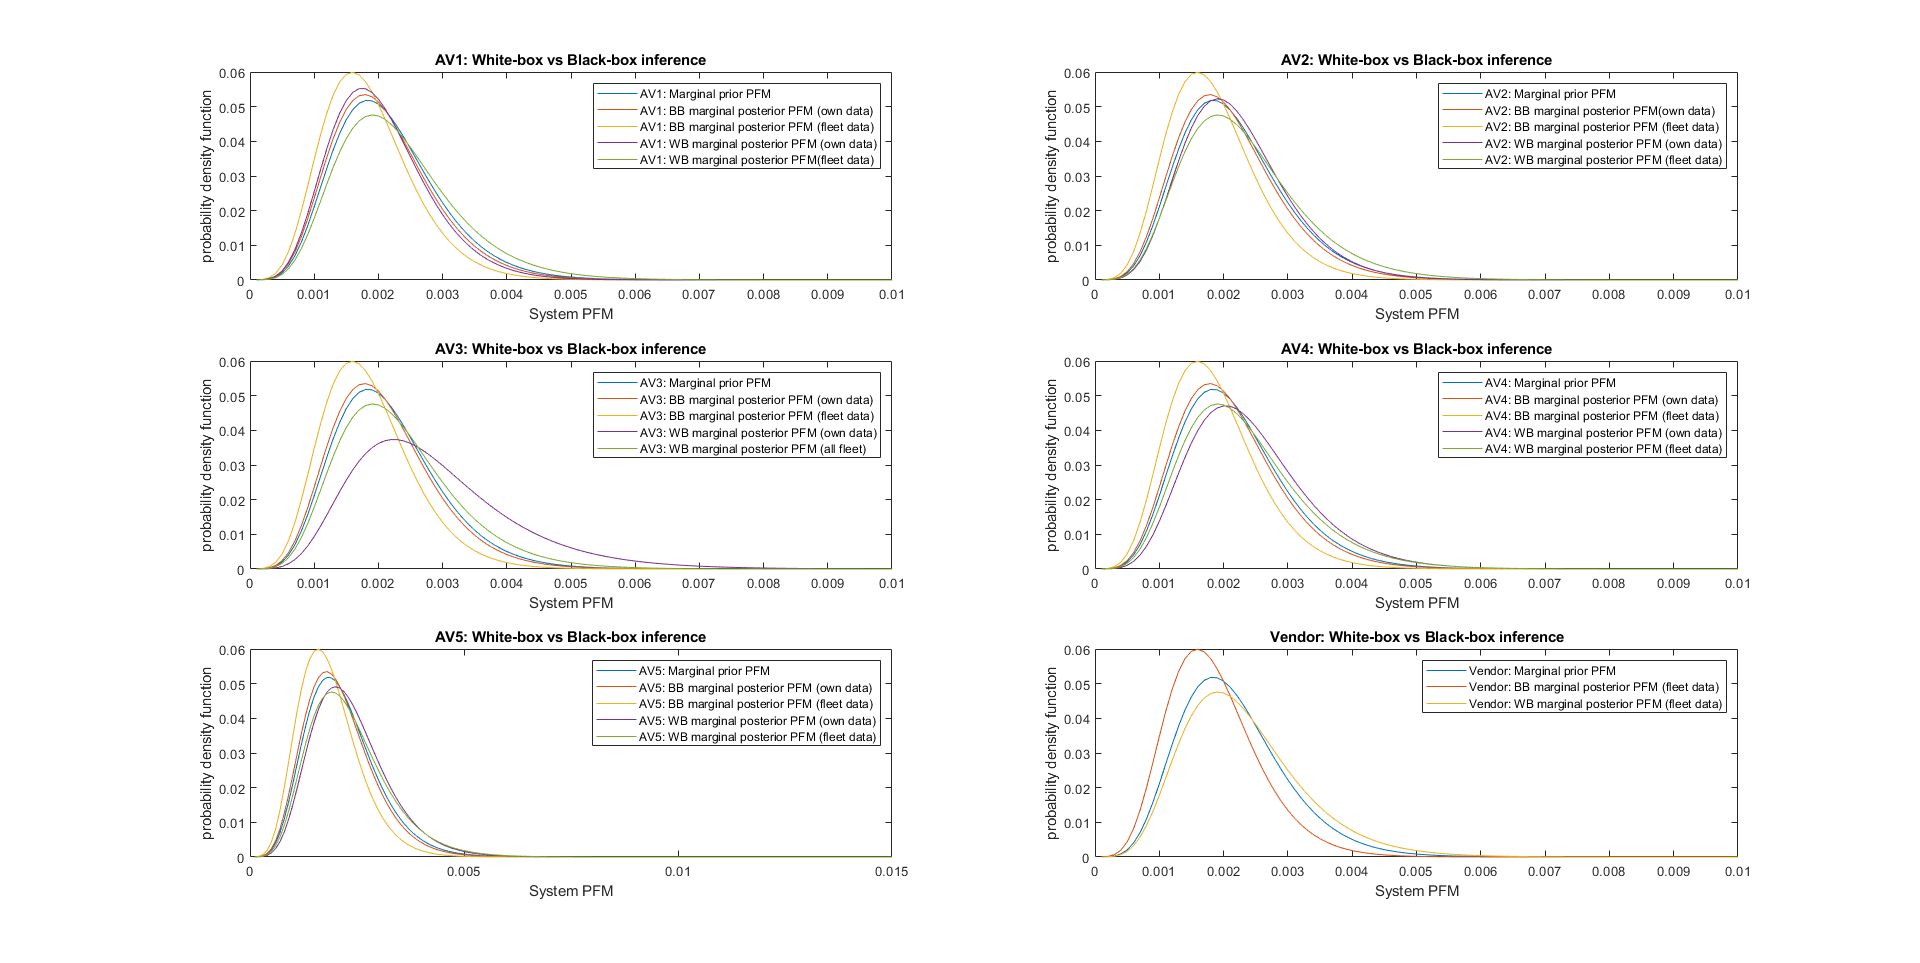 AV1: White-box vs Black-box inference
0.06
0.05
0.04
0.03
0.02
0.01
0
probability density function
AV1: Marginal prior PFM
AV1: BB marginal posterior PFM (own data)
AV1: BB marginal posterior PFM (fleet data)
AV1: WB marginal posterior PFM (own data)
AV1: WB marginal posterior PFM(fleet data)
0 0.001 0.002 0.003 0.004 0.005 0.006 0.007 0.008 0.009 0.01
System PFM
AV2: White-box vs Black-box inference
0.06
0.05
0.04
0.03
0.02
0.01
0
probability density function
AV2: Marginal prior PFM
AV2: BB marginal posterior PFM(own data)
AV2: BB marginal posterior PFM (fleet data)
AV2: WB marginal posterior PFM (own data)
AV2: WB marginal posterior PFM (fleet data)
0 0.001 0.002 0.003 0.004 0.005 0.006 0.007 0.008 0.009 0.01
System PFM
AV3: White-box vs Black-box inference
0.06
0.05
0.04
0.03
0.02
0.01
0
probability density function
AV3: Marginal prior PFM
AV3: BB marginal posterior PFM (own data)
AV3: BB marginal posterior PFM (fleet data)
AV3: WB marginal posterior PFM (own data)
AV3: WB marginal posterior PFM (all fleet)
0 0.001 0.002 0.003 0.004 0.005 0.006 0.007 0.008 0.009 0.01
System PFM
AV4: White-box vs Black-box inference
0.06
0.05
0.04
0.03
0.02
0.01
0
probability density function
AV4: Marginal prior PFM
AV4: BB marginal posterior PFM (own data)
AV4: BB marginal posterior PFM (fleet data)
AV4: WB marginal posterior PFM (own data)
AV4: WB marginal posterior PFM (fleet data)
0 0.001 0.002 0.003 0.004 0.005 0.006 0.007 0.008 0.009 0.01
System PFM
AV5: White-box vs Black-box inference
0.06
0.05
0.04
0.03
0.02
0.01
0
probability density function
AV5: Marginal prior PFM
AV5: BB marginal posterior PFM (own data)
AV5: BB marginal posterior PFM (fleet data)
AV5: WB marginal posterior PFM (own data)
AV5: WB marginal posterior PFM (fleet data)
0 0.005 0.01 0.015
System PFM
Vendor: White-box vs Black-box inference
0.06
0.05
0.04
0.03
0.02
0.01
0
probability density function
Vendor: Marginal prior PFM
Vendor: BB marginal posterior PFM (fleet data)
Vendor: WB marginal posterior PFM (fleet data)
0 0.001 0.002 0.003 0.004 0.005 0.006 0.007 0.008 0.009 0.01
System PFM